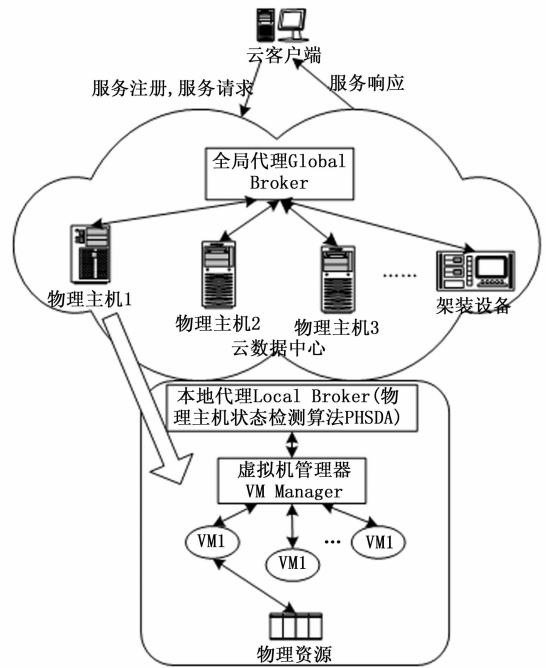 云客户端
服务注册,服务请求
服务响应
全局代理Global
Broker
物理主机1
物理主机2
物理主机3
……
架装设备
云数据中心
本地代理Local Broker(物
理主机状态检测算法PHSDA)
虚拟机管理器
VM Manager
VM1
VM1
…
VM1
物理资源